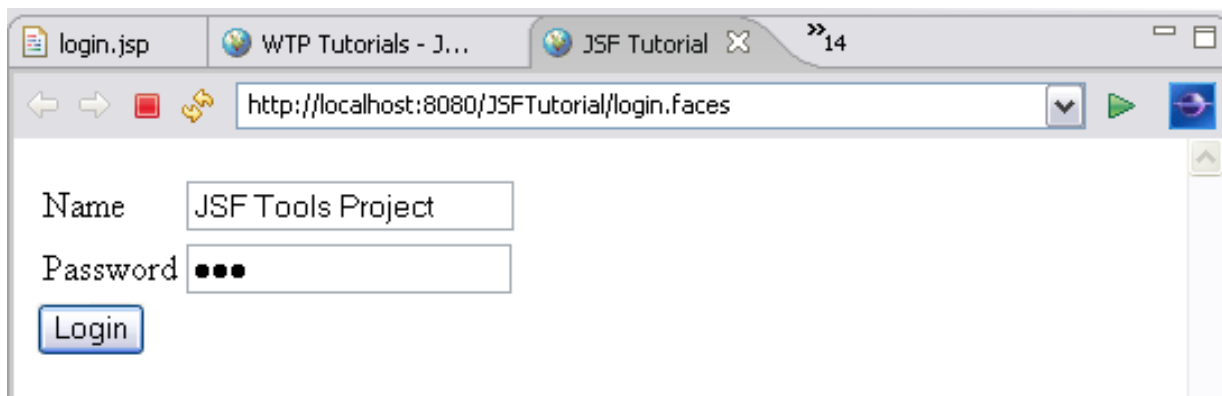 login.jsp WTP Tutorials - J... JSF Tutorial »14
http://localhost:8080/JSFTutorial/login.faces
Name JSF Tools Project
Password •••
Login